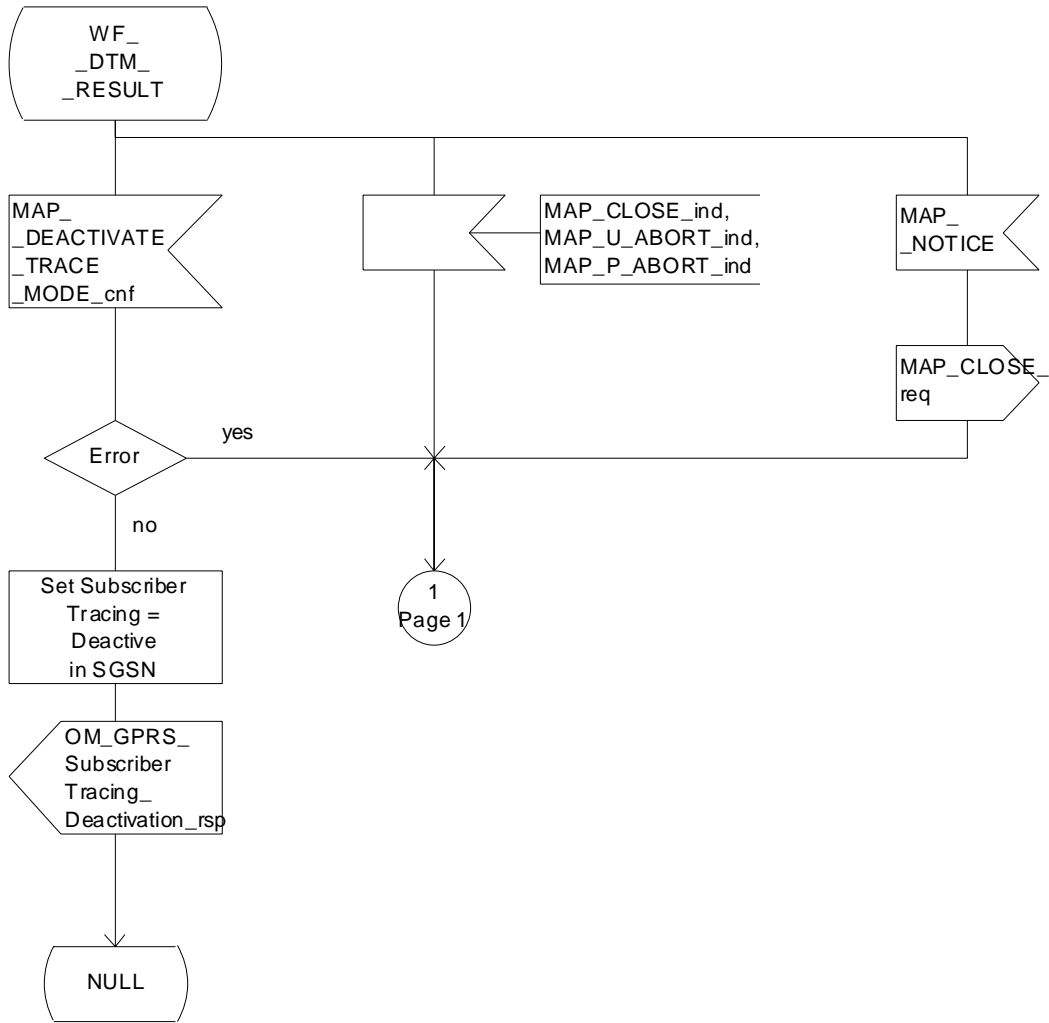 WF_
_DTM_
_RESULT
MAP_
_DEACTIVATE
_TRACE
_MODE_cnf
MAP_CLOSE_ind,
MAP_U_ABORT_ind,
MAP_P_ABORT_ind
MAP_
_NOTICE
MAP_CLOSE_
req
Error
yes
no
Set Subscriber
Tracing =
Deactive
in SGSN
1
Page 1
OM_GPRS_
Subscriber
Tracing_
Deactivation_rsp
NULL